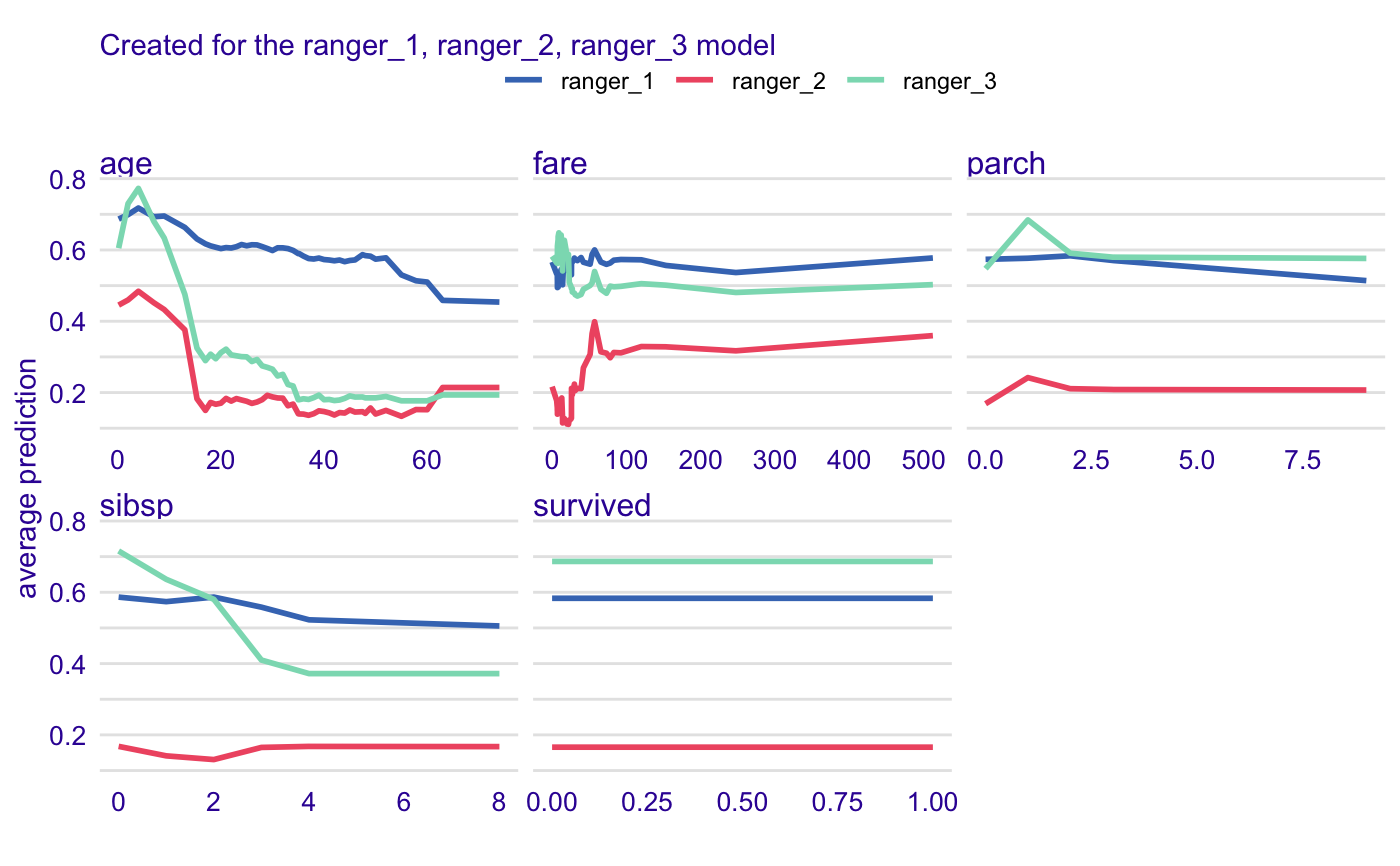 Created for the ranger_1, ranger_2, ranger_3 model
ranger_1 ranger_2 ranger_3
age fare parch
0.8
0.6
0.4
0.2
0 20 40 60 0 100 200 300 400 500 0.0 2.5 5.0 7.5
average prediction
sibsp survived
0.8
0.6
0.4
0.2
0 2 4 6 8 0.00 0.25 0.50 0.75 1.00